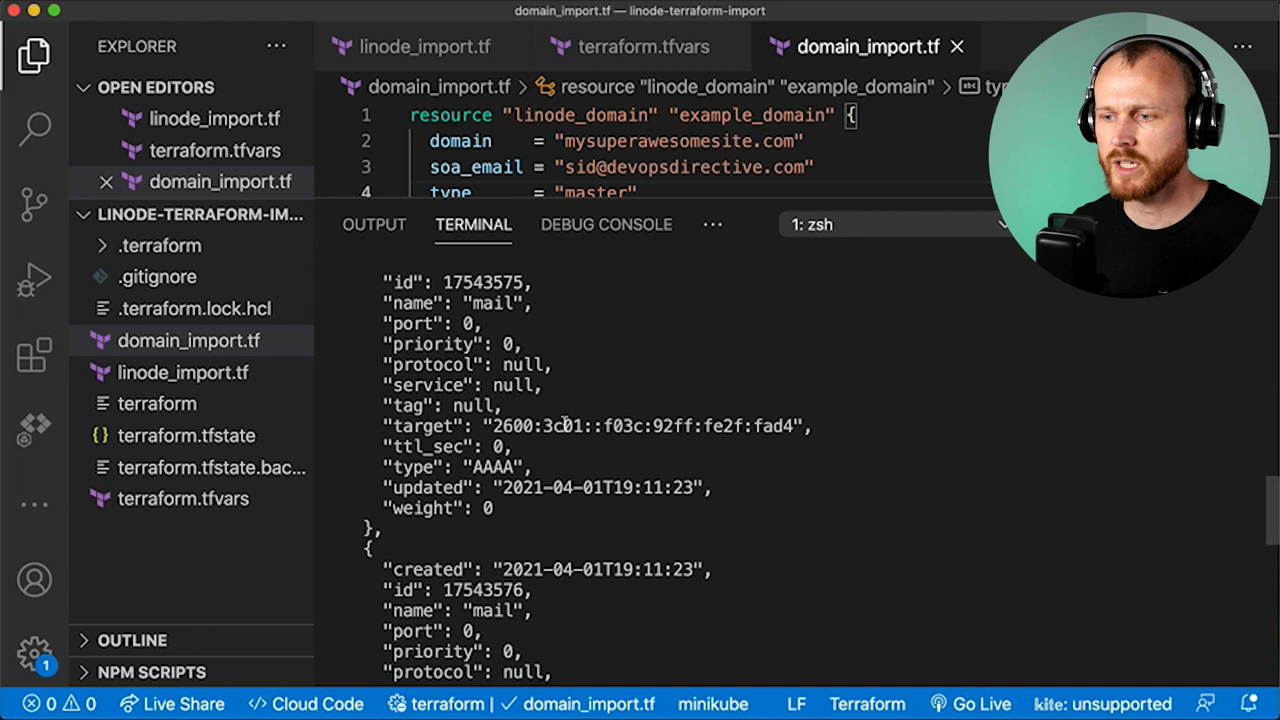 domain_import.tf — linode-terraform-import
EXPLORER
linode_import.tf
terraform.tfvars
domain_import.tf
OPEN EDITORS
linode_import.tf
terraform.tfvars
domain_import.tf
LINODE-TERRAFORM-IM...
.terraform
.gitignore
.terraform.lock.hcl
domain_import.tf
linode_import.tf
terraform
terraform.tfstate
terraform.tfstate.bac...
terraform.tfvars
OUTLINE
NPM SCRIPTS
domain_import.tf > resource "linode_domain" "example_domain" > abc typ
1 resource "linode_domain" "example_domain" {
2 domain = "mysuperawesomesite.com"
3 soa_email = "sid@devopsdirective.com"
4 type = "master"
OUTPUT TERMINAL DEBUG CONSOLE ... 1: zsh
"id": 17543575,
"name": "mail",
"port": 0,
"priority": 0,
"protocol": null,
"service": null,
"tag": null,
"target": "2600:3c01::f03c:92ff:fe2f:fad4",
"ttl_sec": 0,
"type": "AAAA",
"updated": "2021-04-01T19:11:23",
"weight": 0
},
{
"created": "2021-04-01T19:11:23",
"id": 17543576,
"name": "mail",
"port": 0,
"priority": 0,
"protocol": null,
1
0 0 Live Share Cloud Code terraform | domain_import.tf minikube LF Terraform Go Live kite: unsupported